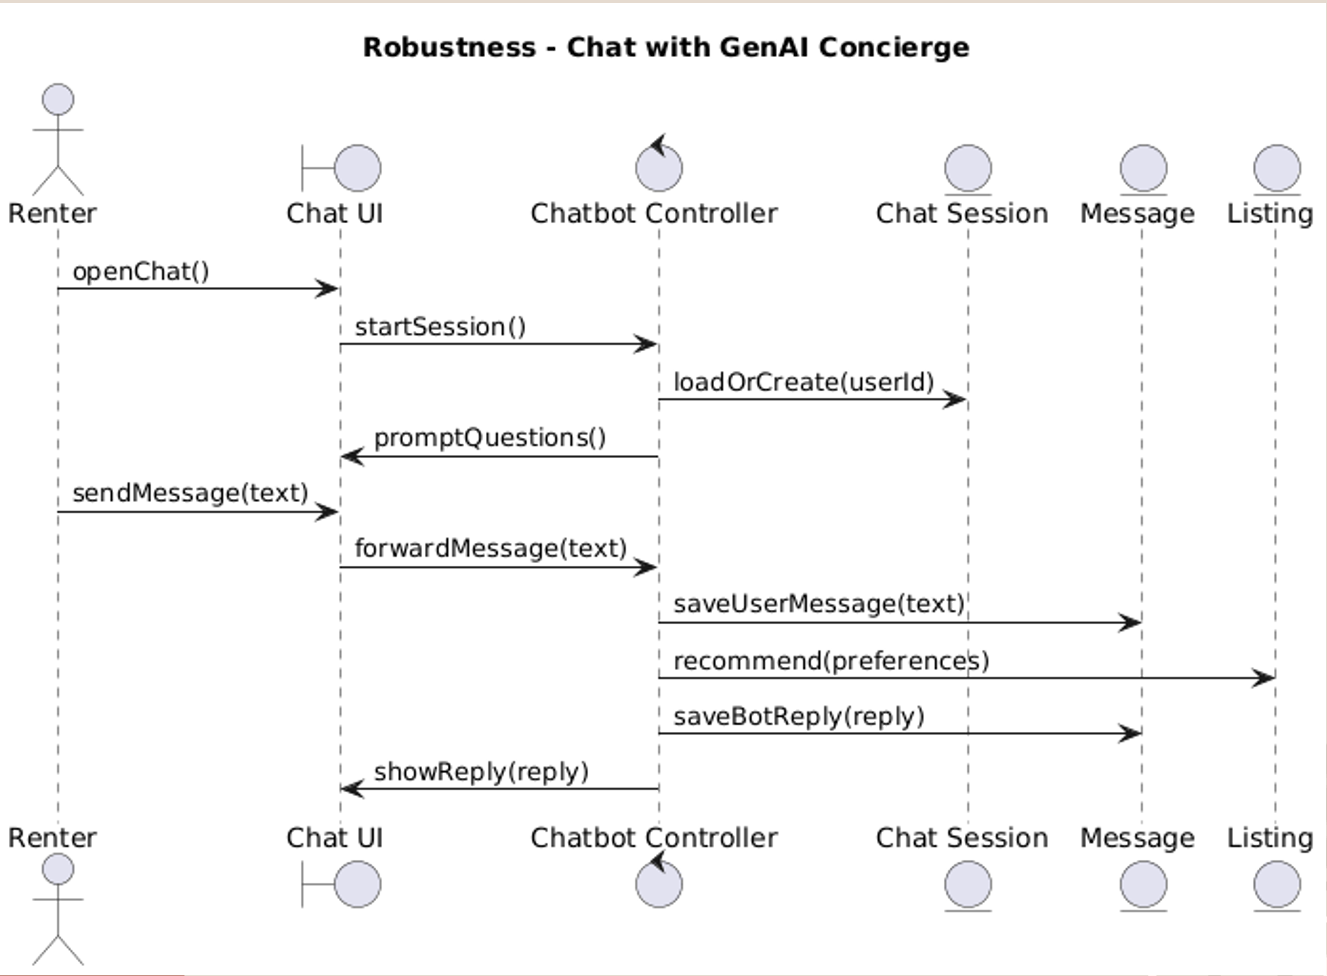 Robustness - Chat with GenAI Concierge
Renter Chat UI Chatbot Controller Chat Session Message Listing
openChat()
startSession()
loadOrCreate(userId)
promptQuestions()
sendMessage(text)
forwardMessage(text)
saveUserMessage(text)
recommend(preferences)
saveBotReply(reply)
showReply(reply)
Renter Chat UI Chatbot Controller Chat Session Message Listing